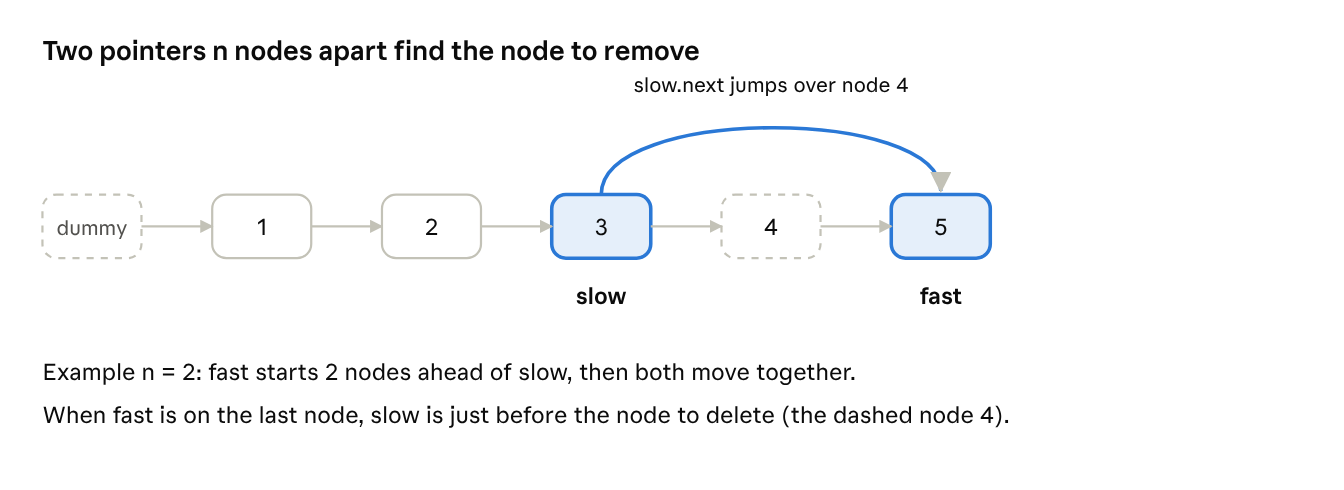 Two pointers n nodes apart find the node to remove
slow.next jumps over node 4
dummy 1 2 3 4 5
slow fast
Example n = 2: fast starts 2 nodes ahead of slow, then both move together.
When fast is on the last node, slow is just before the node to delete (the dashed node 4).